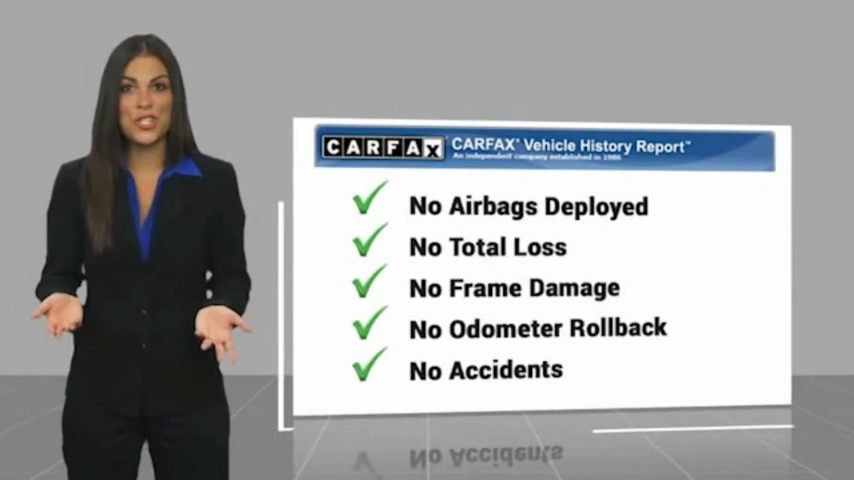 CARFAX CARFAX® Vehicle History Report™
An independent company established in 1986
No Airbags Deployed
No Total Loss
No Frame Damage
No Odometer Rollback
No Accidents
No Accidents